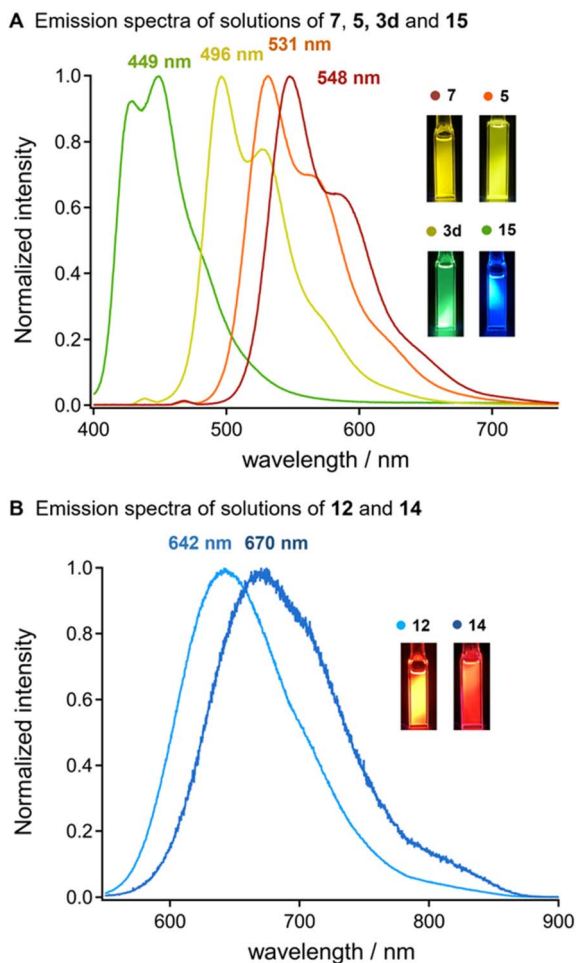 A Emission spectra of solutions of 7, 5, 3d and 15
531 nm
449 nm
496 nm
548 nm
1.0
0.8
0.6
0.4
0.2
0.0
Normalized intensity
7
5
3d
15
400
500
600
700
wavelength / nm
B Emission spectra of solutions of 12 and 14
642 nm
670 nm
1.0
0.8
0.6
0.4
0.2
0.0
Normalized intensity
12
14
600
700
800
900
wavelength / nm